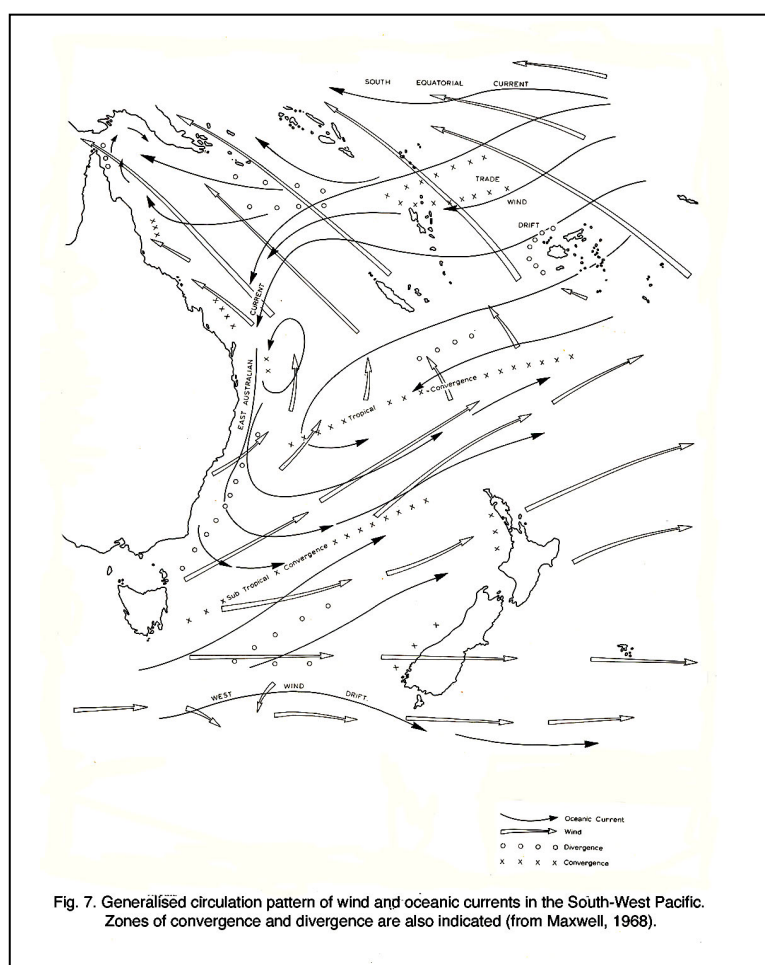 SOUTH EQUATORIAL CURRENT
TRADE
WIND
DRIFT
CURRENT
EAST AUSTRALIAN
Tropical x Convergence
Sub Tropical x Convergence
WEST WIND DRIFT.
Oceanic Current
Wind
o o o o Divergence
x x x x Convergence
Fig. 7. Generalised circulation pattern of wind and oceanic currents in the South-West Pacific.
Zones of convergence and divergence are also indicated (from Maxwell, 1968).